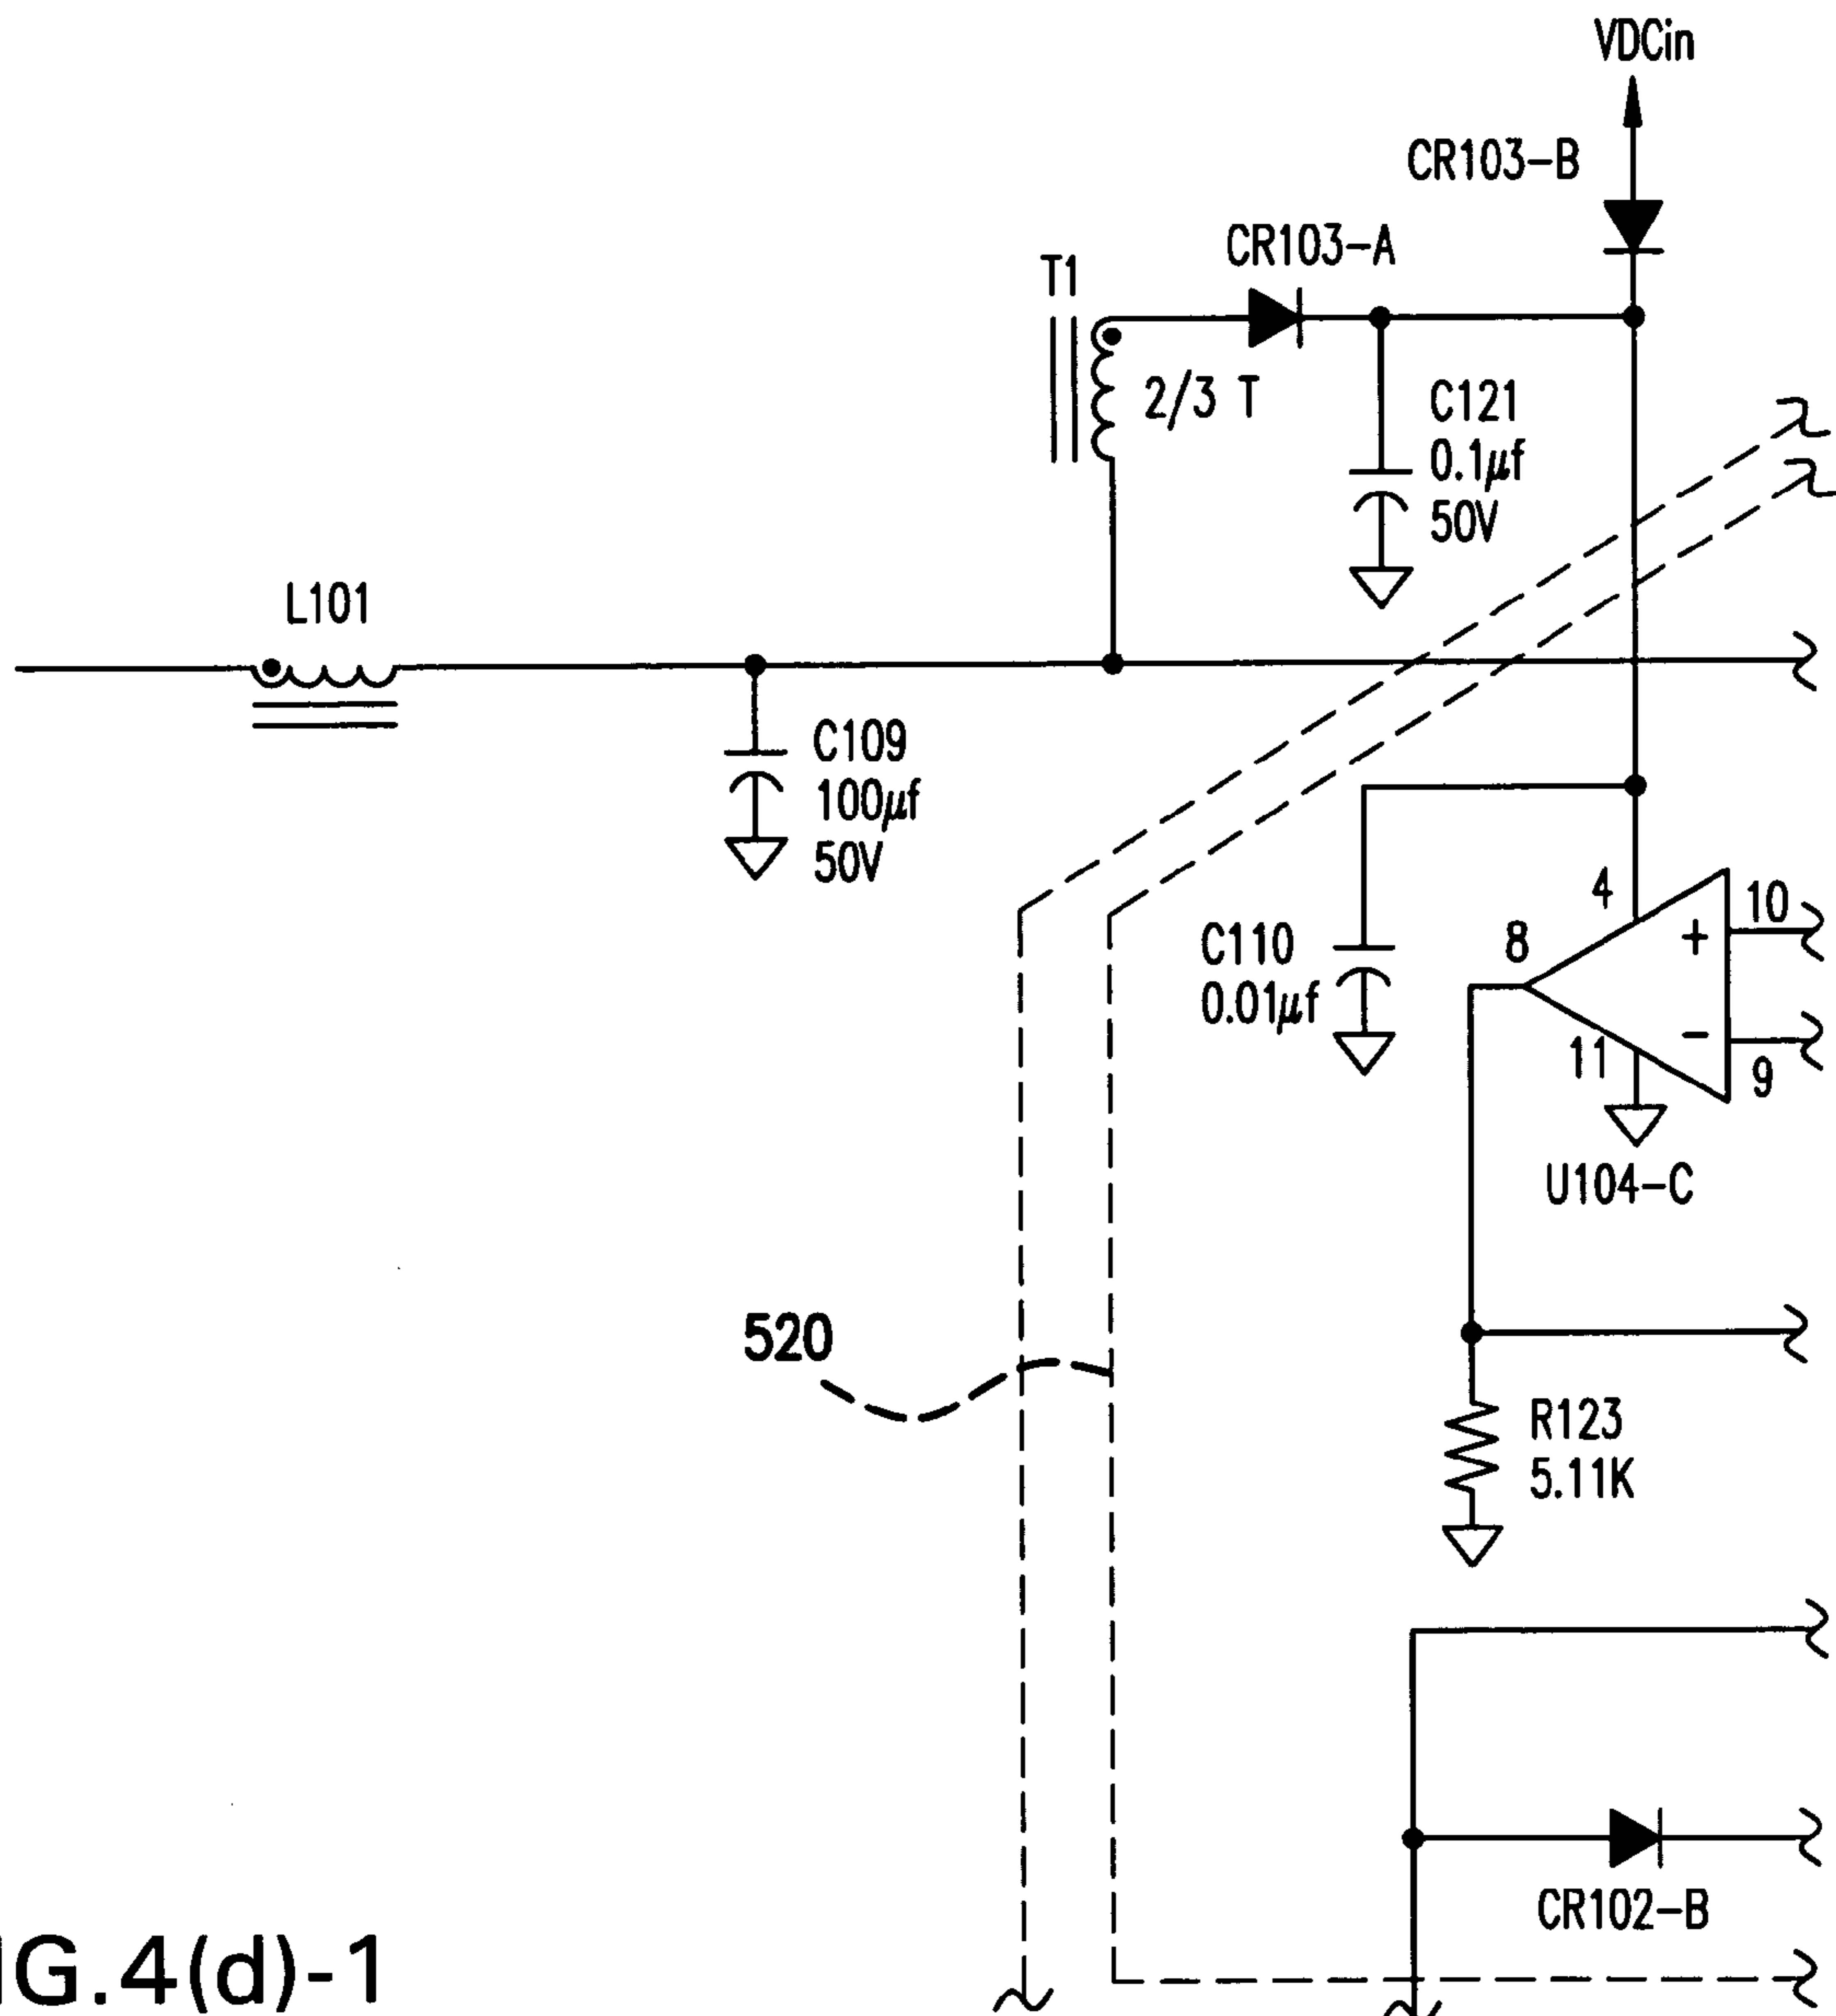 VDCin
CR103-B
CR103-A
T1
2/3 T
C121
0.1μf
50V
L101
C109
100μf
50V
4
10
8
+
C110
0.01μf
11
-
9
U104-C
520
R123
5.11K
CR102-B
IG.4(d)-1